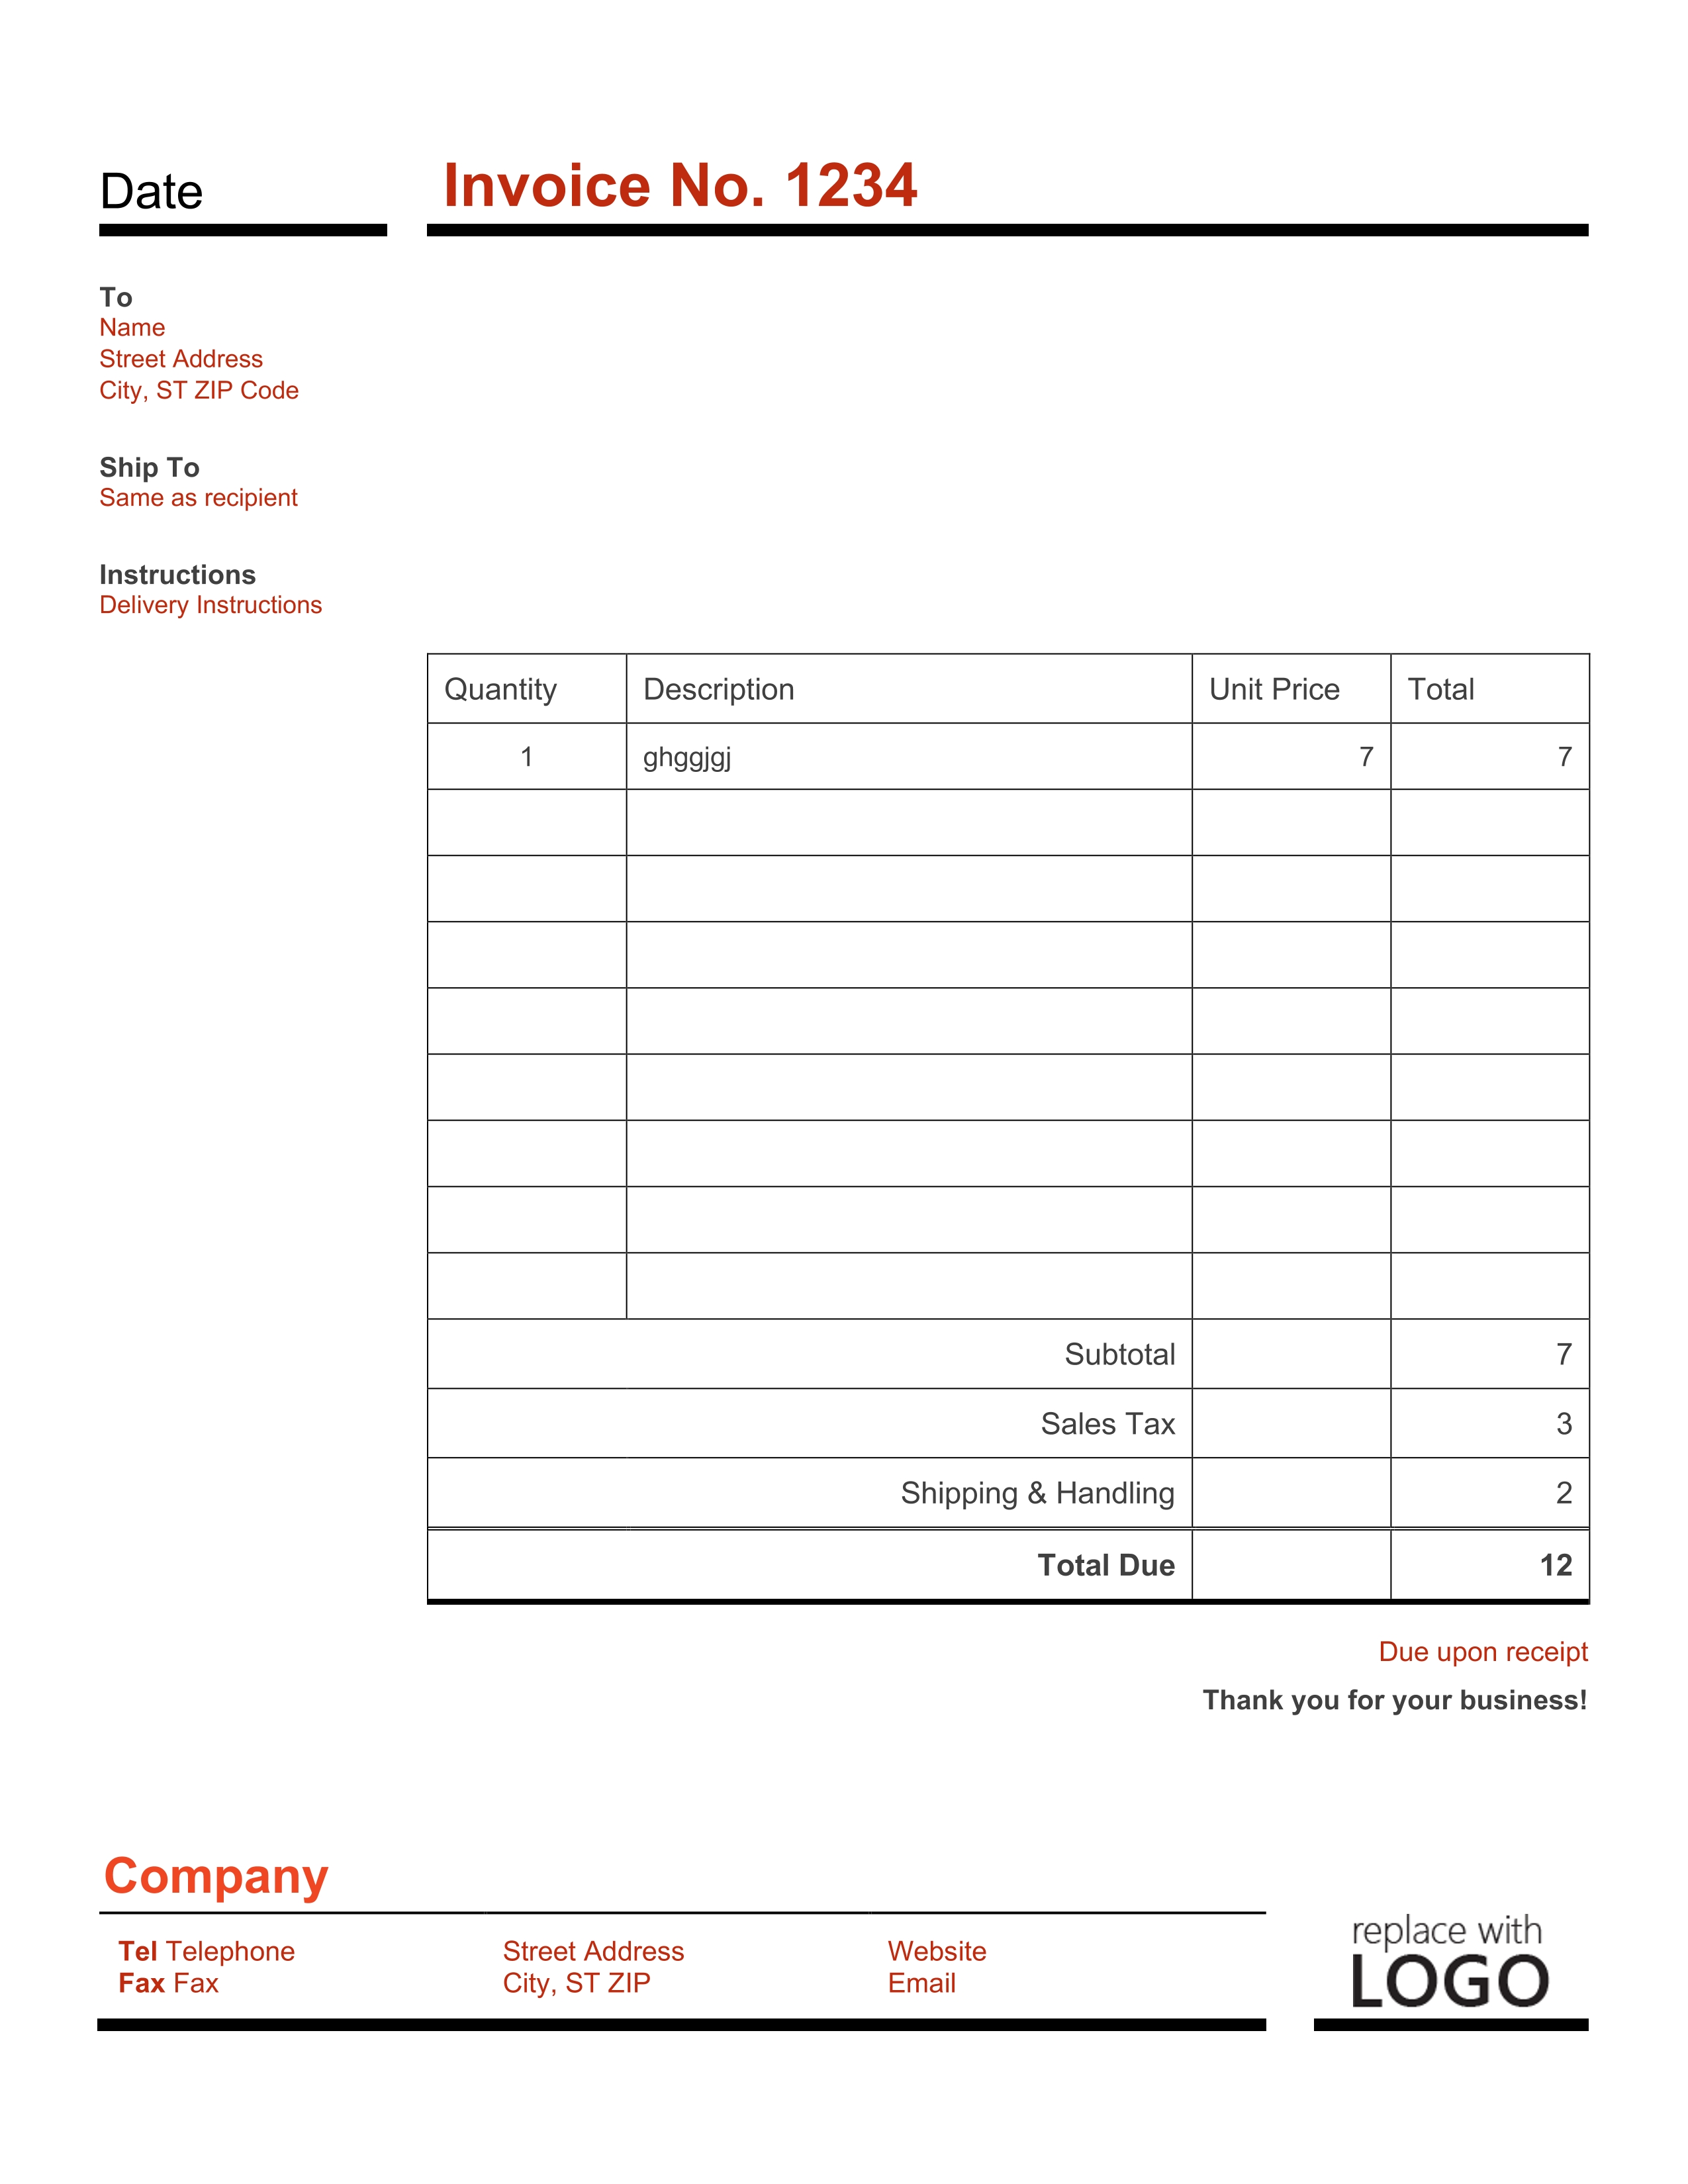 Date
Invoice No. 1234
To
Name
Street Address
City, ST ZIP Code
Ship To
Same as recipient
Instructions
Delivery Instructions
Quantity Description Unit Price Total
1 ghggjgj 7 7
Subtotal 7
Sales Tax 3
Shipping & Handling 2
Total Due 12
Due upon receipt
Thank you for your business!
Company
Tel Telephone Street Address Website
Fax Fax City, ST ZIP Email
replace with
LOGO